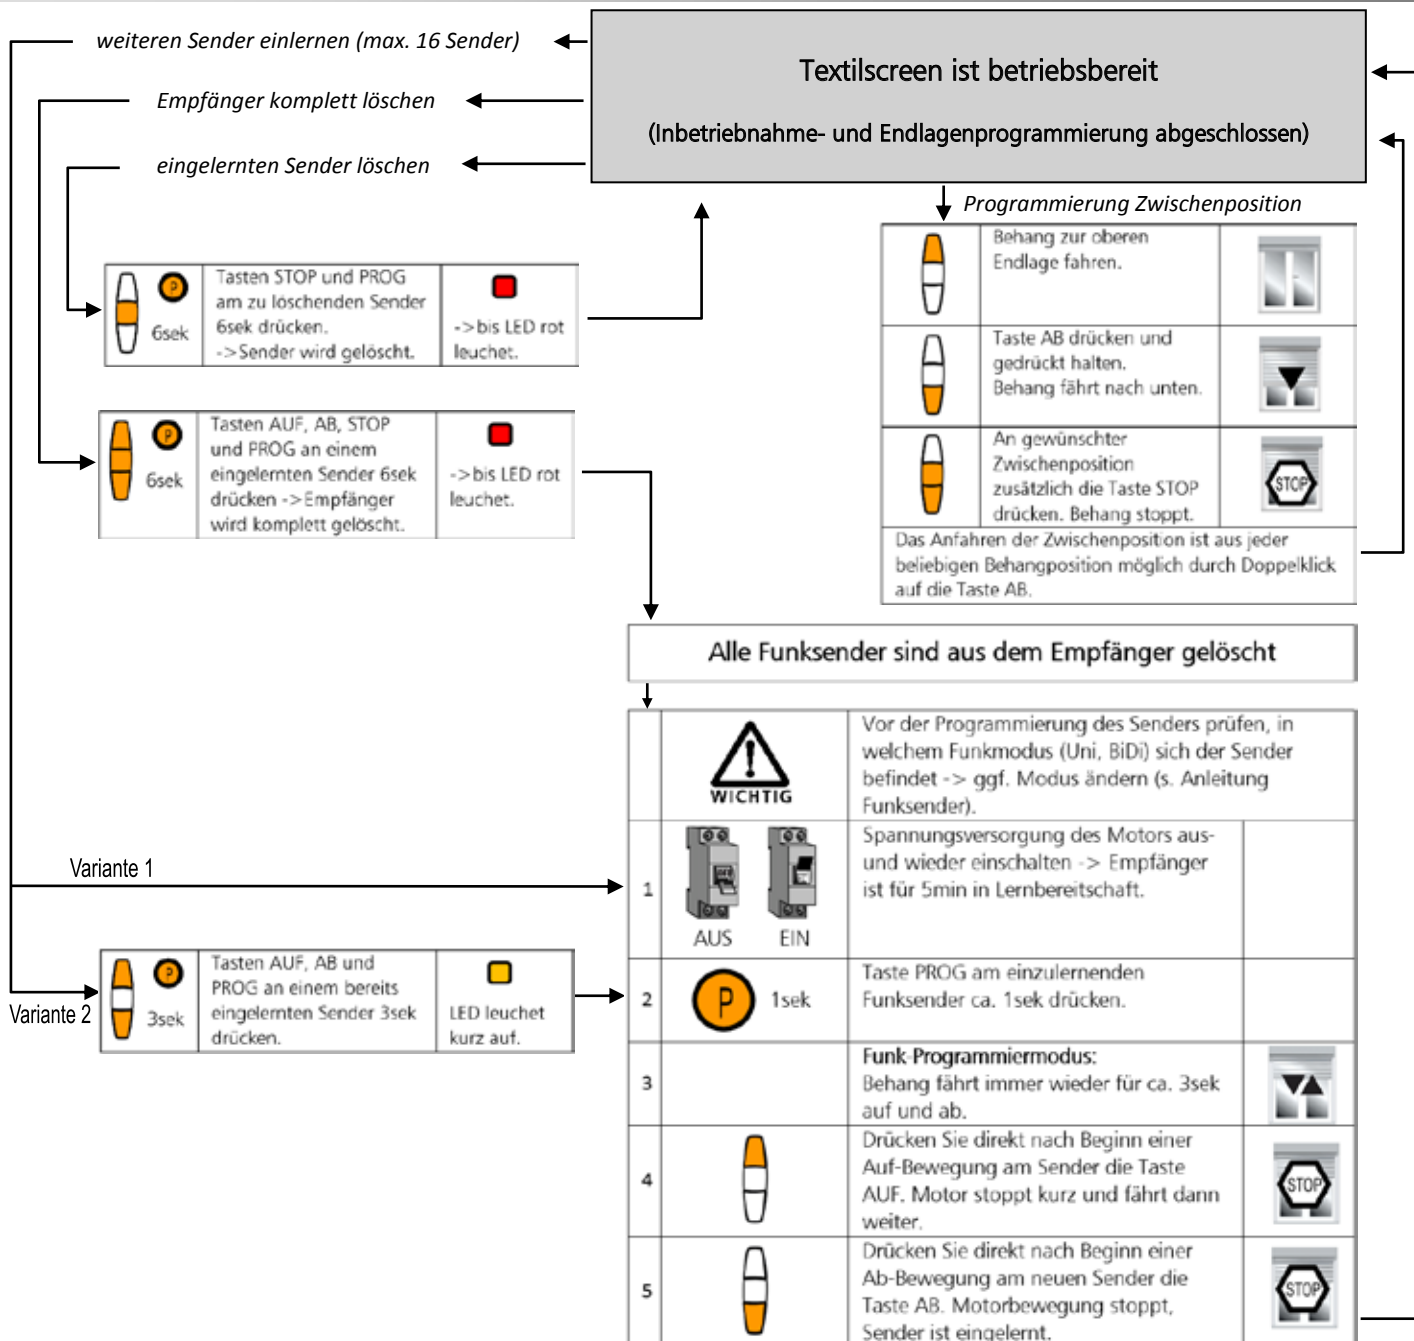 weiteren Sender einlernen (max. 16 Sender)
Empfänger komplett löschen
eingelernten Sender löschen
Textilscreen ist betriebsbereit
(Inbetriebnahme- und Endlagenprogrammierung abgeschlossen)
Programmierung Zwischenposition
Behang zur oberen
Endlage fahren.
Taste AB drücken und
gedrückt halten.
Behang fährt nach unten.
An gewünschter
Zwischenposition
zusätzlich die Taste STOP
drücken. Behang stoppt.
STOP
Das Anfahren der Zwischenposition ist aus jeder
beliebigen Behangposition möglich durch Doppelklick
auf die Taste AB.
P
6sek
Tasten STOP und PROG
am zu löschenden Sender
6sek drücken.
->Sender wird gelöscht.
->bis LED rot
leuchet.
P
6sek
Tasten AUF, AB, STOP
und PROG an einem
eingelernten Sender 6sek
drücken ->Empfänger
wird komplett gelöscht.
->bis LED rot
leuchet.
Alle Funksender sind aus dem Empfänger gelöscht
WICHTIG
Vor der Programmierung des Senders prüfen, in
welchem Funkmodus (Uni, BiDi) sich der Sender
befindet -> ggf. Modus ändern (s. Anleitung
Funksender).
Variante 1
1
AUS EIN
Spannungsversorgung des Motors aus-
und wieder einschalten -> Empfänger
ist für 5min in Lernbereitschaft.
Variante 2
P
3sek
Tasten AUF, AB und
PROG an einem bereits
eingelernten Sender 3sek
drücken.
LED leuchet
kurz auf.
2
P
1sek
Taste PROG am einzulernenden
Funksender ca. 1sek drücken.
3
Funk-Programmiermodus:
Behang fährt immer wieder für ca. 3sek
auf und ab.
4
Drücken Sie direkt nach Beginn einer
Auf-Bewegung am Sender die Taste
AUF. Motor stoppt kurz und fährt dann
weiter.
STOP
5
Drücken Sie direkt nach Beginn einer
Ab-Bewegung am neuen Sender die
Taste AB. Motorbewegung stoppt,
Sender ist eingelernt.
STOP